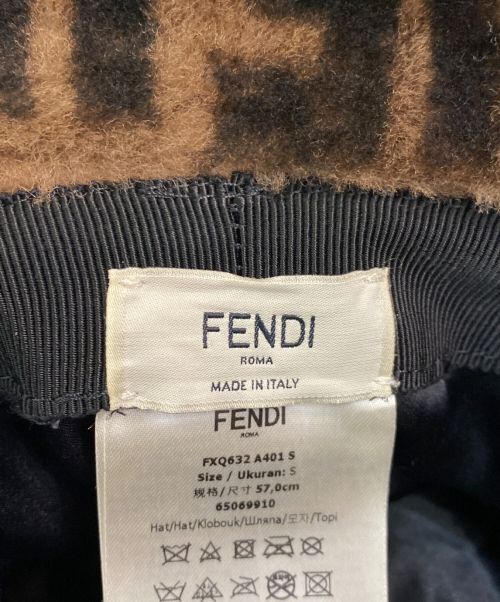 FENDI
ROMA
MADE IN ITALY
FENDI
ROMA
FXQ632 A401 S
Size / Ukuran: S
规格/尺寸 57,0cm
65069910
Hat/Hat/Klobouk/Шляпа/모자/Topi